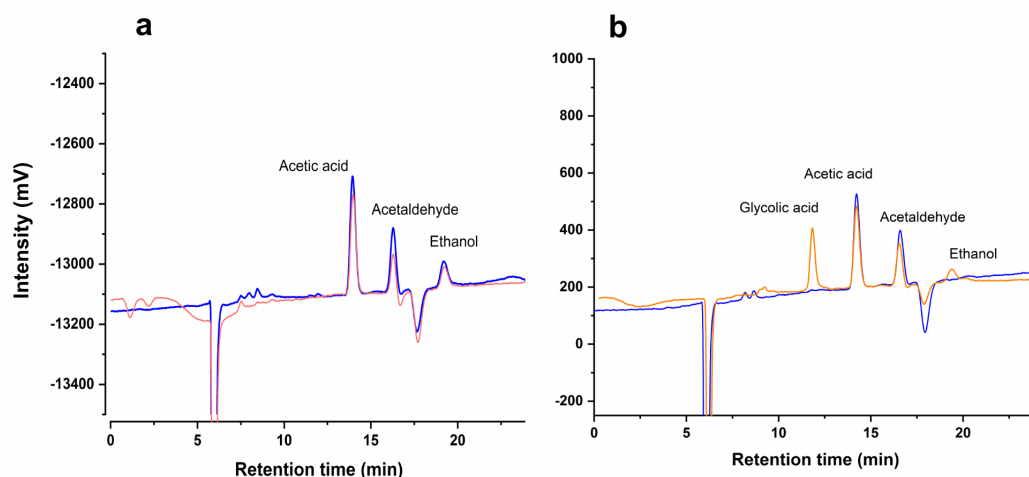 a
Intensity (mV)
-12400
-12600
-12800
-13000
-13200
-13400
Acetic acid
Acetaldehyde
Ethanol
0 5 10 15 20
Retention time (min)
b
1000
800
600
400
200
0
-200
Acetic acid
Glycolic acid
Acetaldehyde
Ethanol
0 5 10 15 20
Retention time (min)